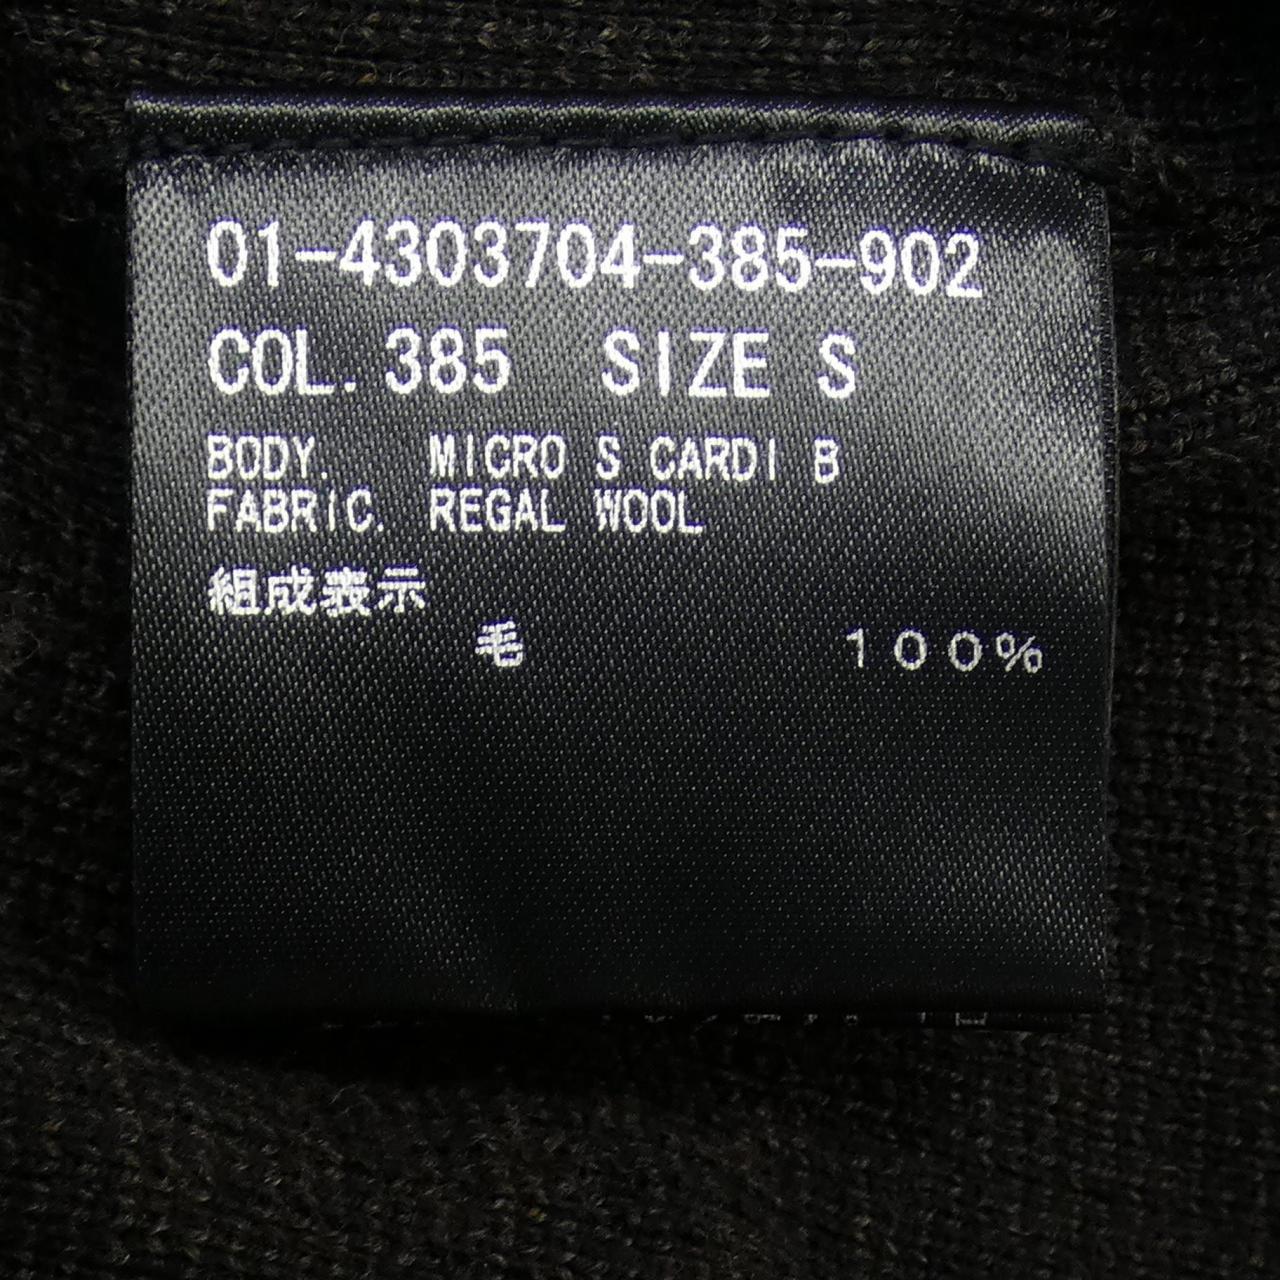 01-4303704-385-902
COL. 385 SIZE S
BODY. MICRO S CARDI B
FABRIC. REGAL WOOL
組成表示
毛 100%